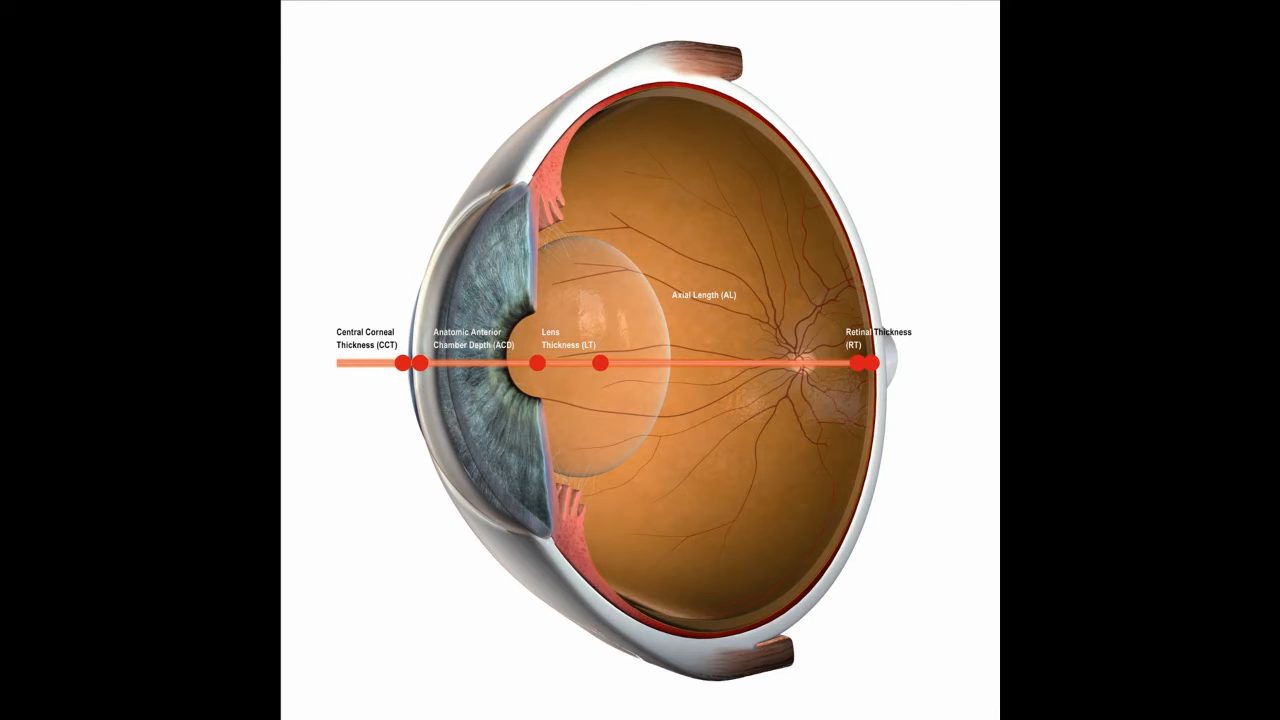 Axial Length (AL)
Central Corneal
Thickness (CCT)
Anatomic Anterior
Chamber Depth (ACD)
Lens
Thickness (LT)
Retinal Thickness
(RT)